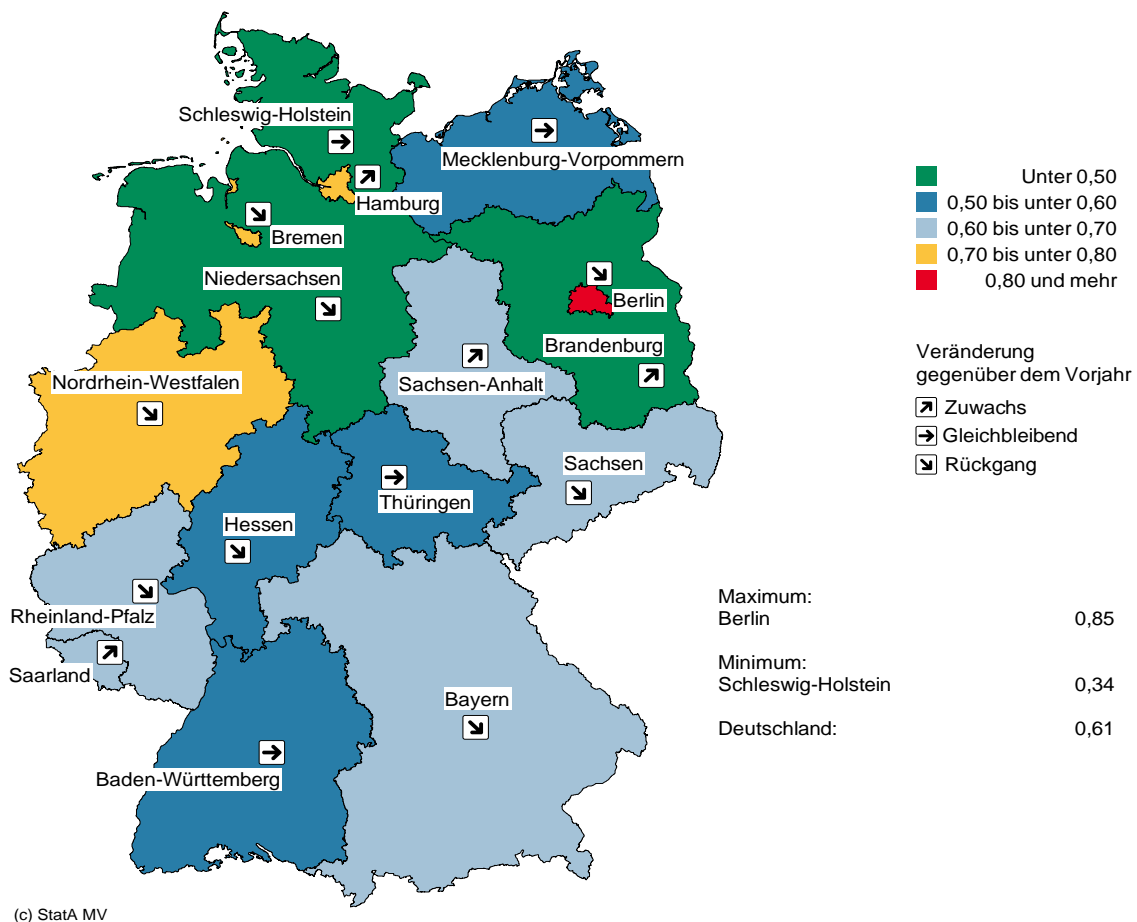 Schleswig-Holstein
Mecklenburg-Vorpommern
Hamburg
Bremen
Niedersachsen
Berlin
Brandenburg
Nordrhein-Westfalen
Sachsen-Anhalt
Sachsen
Thüringen
Hessen
Rheinland-Pfalz
Saarland
Bayern
Baden-Württemberg
Unter 0,50
0,50 bis unter 0,60
0,60 bis unter 0,70
0,70 bis unter 0,80
0,80 und mehr
Veränderung
gegenüber dem Vorjahr
Zuwachs
Gleichbleibend
Rückgang
Maximum:
Berlin 0,85
Minimum:
Schleswig-Holstein 0,34
Deutschland: 0,61
(c) StatA MV